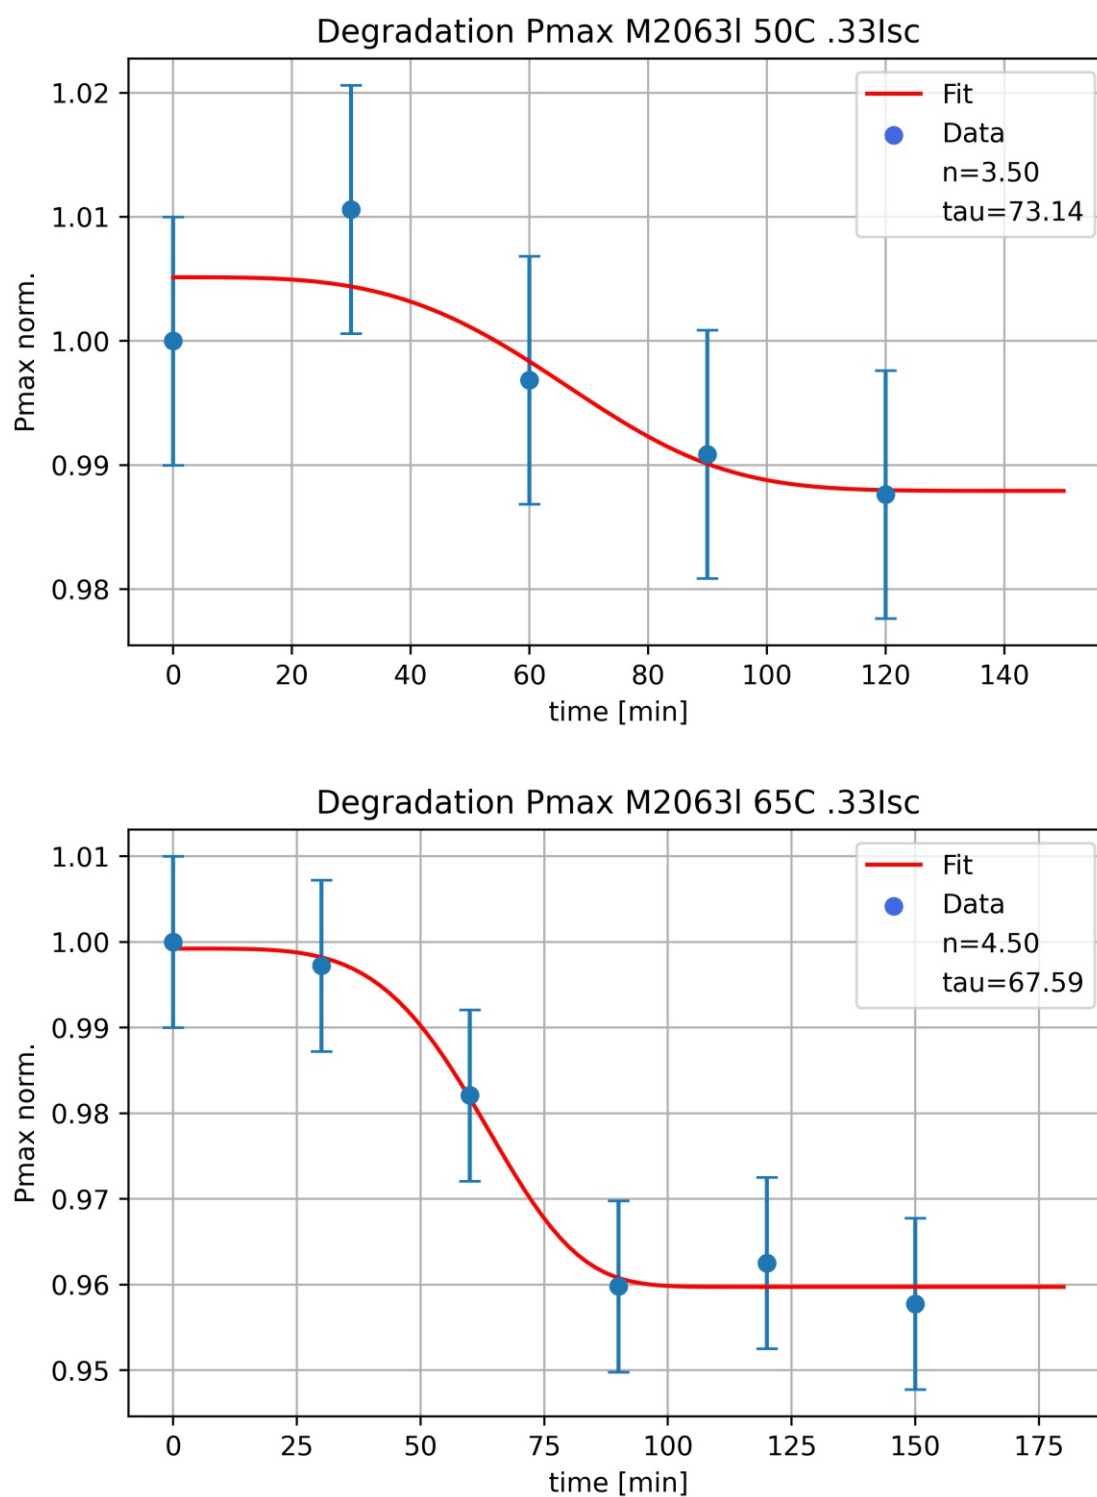 Degradation Pmax M2063l 50C .33Isc
1.02
1.01
1.00
0.99
0.98
Pmax norm.
Fit
Data
n=3.50
tau=73.14
0 20 40 60 80 100 120 140
time [min]
Degradation Pmax M2063l 65C .33Isc
1.01
1.00
0.99
0.98
0.97
0.96
0.95
Pmax norm.
Fit
Data
n=4.50
tau=67.59
0 25 50 75 100 125 150 175
time [min]